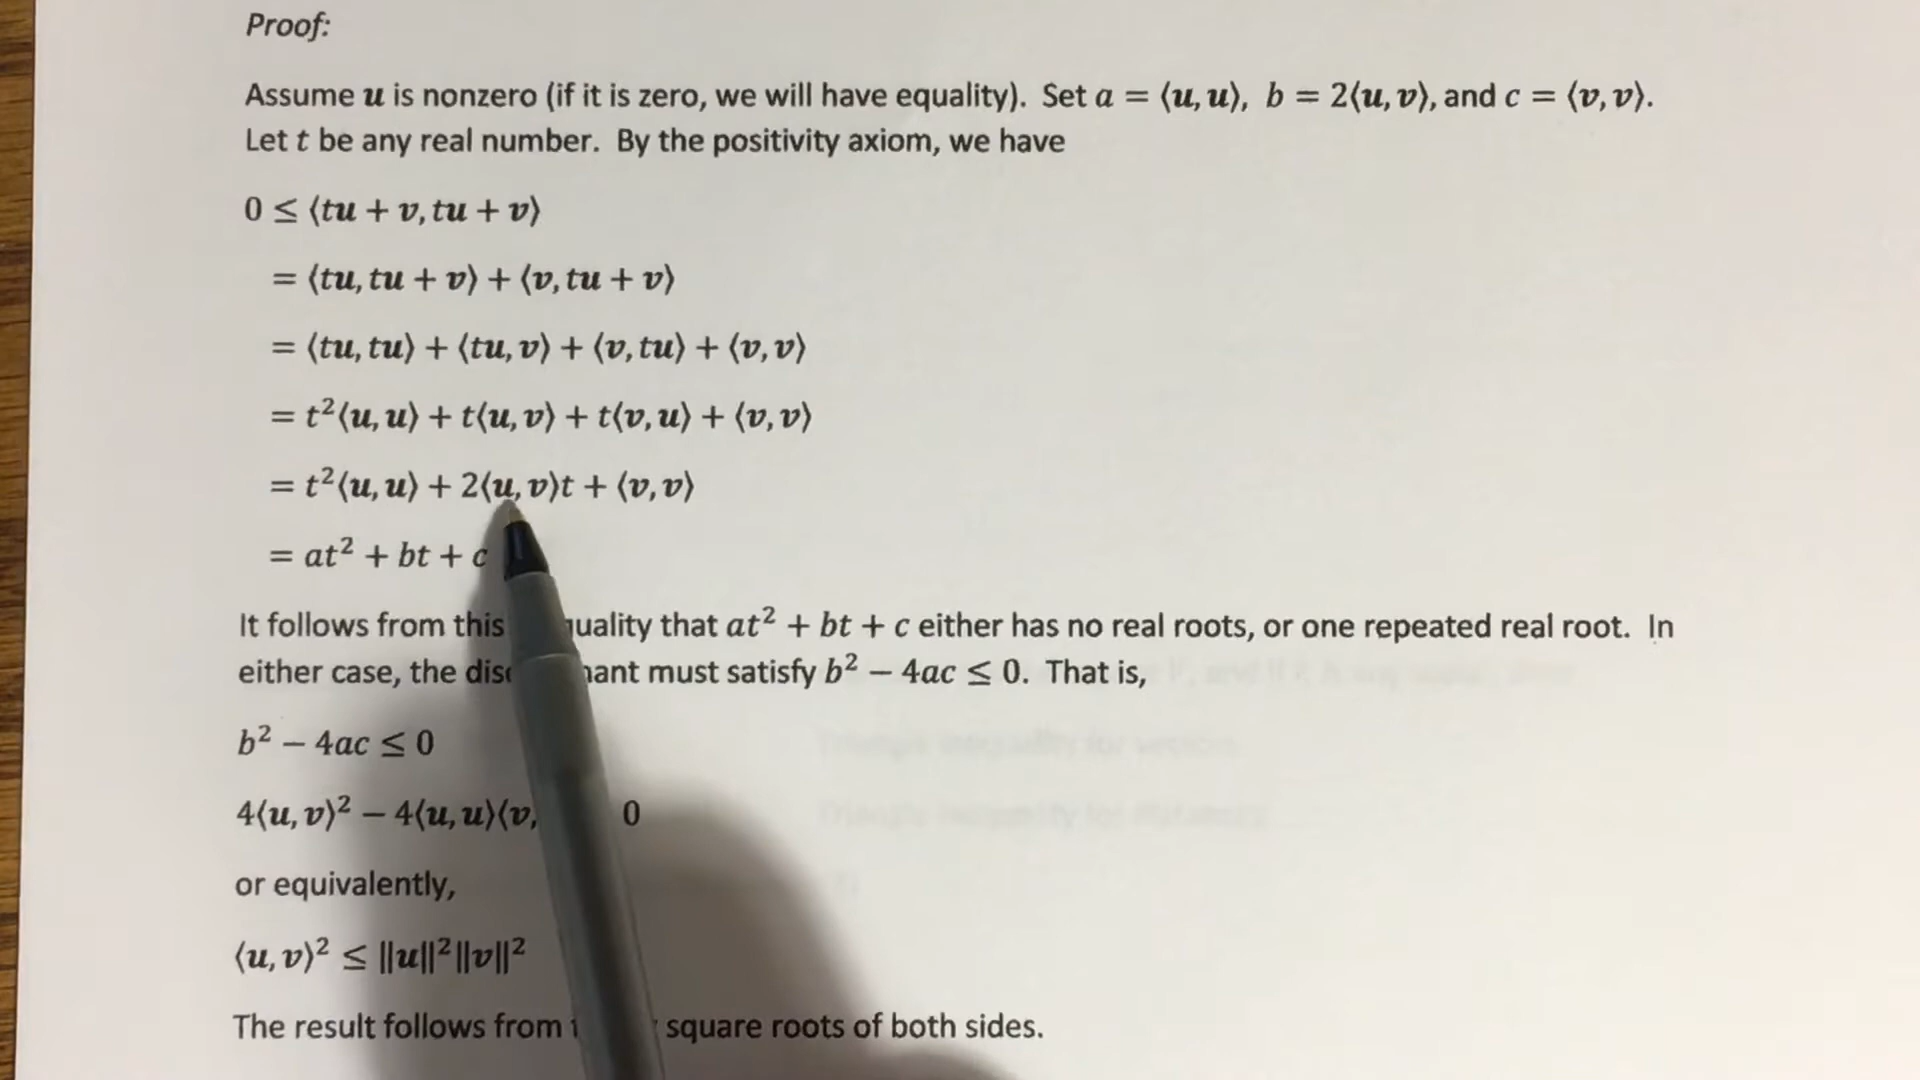 Proof:
Assume u is nonzero (if it is zero, we will have equality). Set a = ⟨u, u⟩, b = 2⟨u, v⟩, and c = ⟨v, v⟩.
Let t be any real number. By the positivity axiom, we have
0 ≤ ⟨tu + v, tu + v⟩
= ⟨tu, tu + v⟩ + ⟨v, tu + v⟩
= ⟨tu, tu⟩ + ⟨tu, v⟩ + ⟨v, tu⟩ + ⟨v, v⟩
= t²⟨u, u⟩ + t⟨u, v⟩ + t⟨v, u⟩ + ⟨v, v⟩
= t²⟨u, u⟩ + 2⟨u, v⟩t + ⟨v, v⟩
= at² + bt + c
It follows from this that at² + bt + c either has no real roots, or one repeated real root. In
either case, the must satisfy b² − 4ac ≤ 0. That is,
b² − 4ac ≤ 0
4⟨u, v⟩² − 4⟨u, u⟩⟨v, 0
or equivalently,
⟨u, v⟩² ≤ ‖u‖²‖v‖²
The result follows from square roots of both sides.